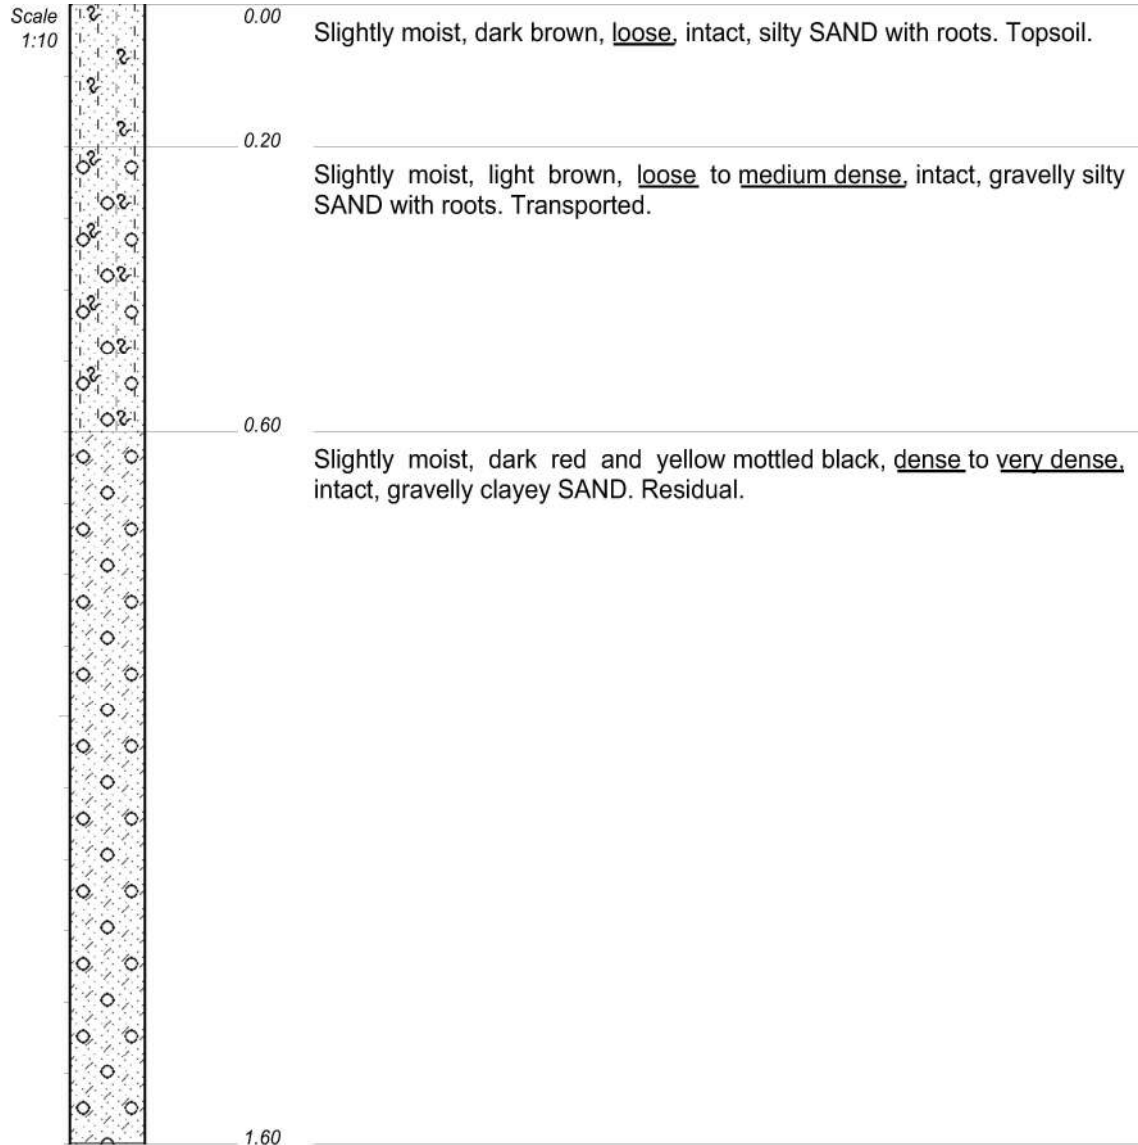 Scale
1:10
0.00
Slightly moist, dark brown, loose, intact, silty SAND with roots. Topsoil.
0.20
Slightly moist, light brown, loose to medium dense, intact, gravelly silty
SAND with roots. Transported.
0.60
Slightly moist, dark red and yellow mottled black, dense to very dense,
intact, gravelly clayey SAND. Residual.
1.60